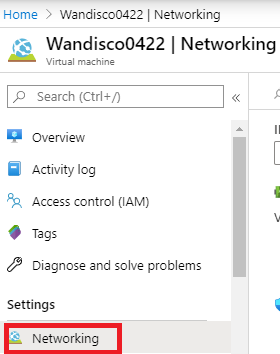 Home > Wandisco0422 | Networking
Wandisco0422 | Networking
Virtual machine
Search (Ctrl+/)
«
Overview
Activity log
Access control (IAM)
Tags
Diagnose and solve problems
Settings
Networking